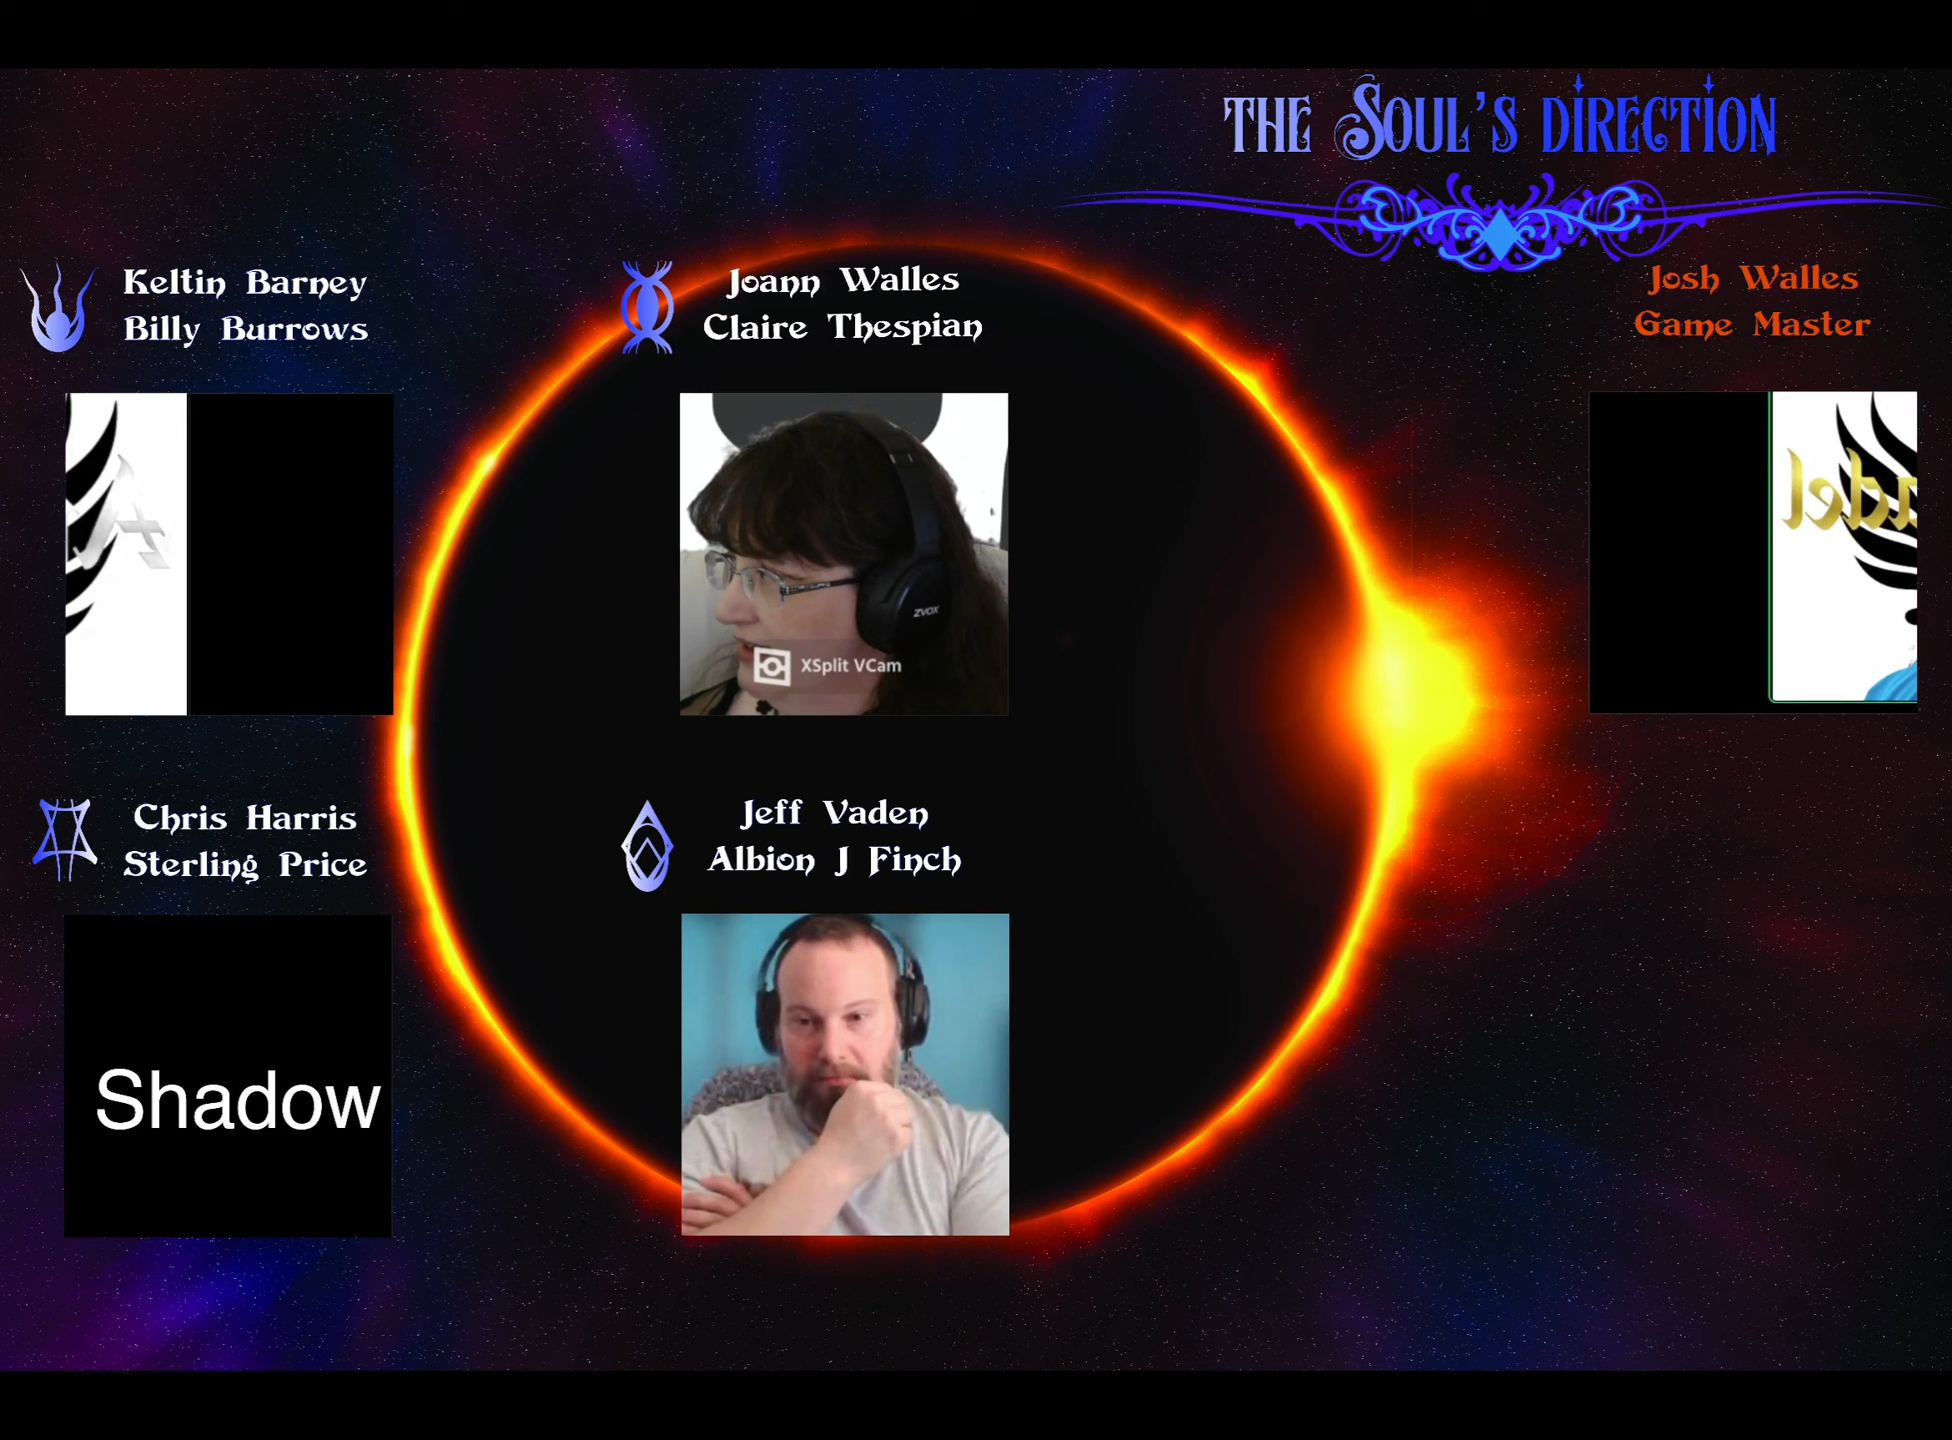 THE SOUL'S DIRECTION
Keltin Barney
Billy Burrows
Joann Walles
Claire Thespian
Josh Walles
Game Master
ZVOX
XSplit VCam
Chris Harris
Sterling Price
Jeff Vaden
Albion J Finch
Shadow